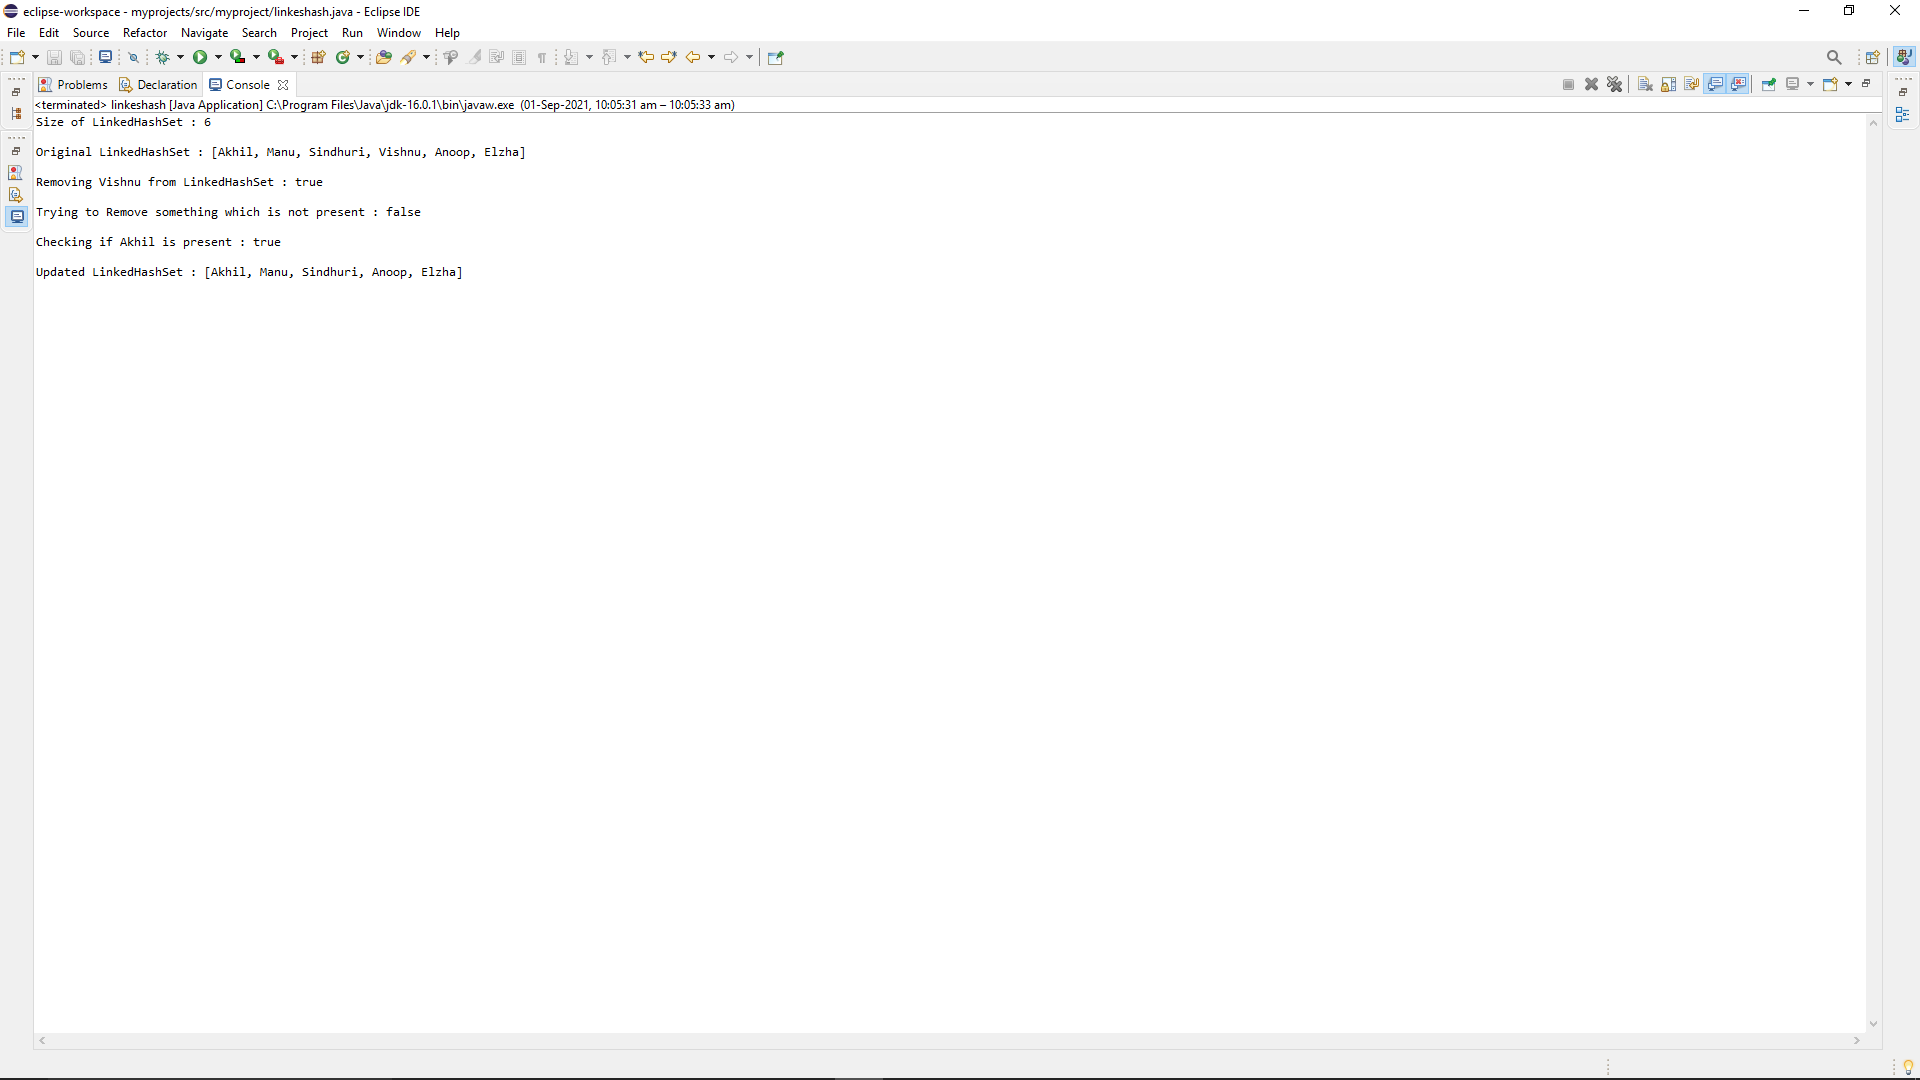 eclipse-workspace - myprojects/src/myproject/linkeshash.java - Eclipse IDE
File Edit Source Refactor Navigate Search Project Run Window Help
Problems Declaration Console
<terminated> linkeshash [Java Application] C:\Program Files\Java\jdk-16.0.1\bin\javaw.exe (01-Sep-2021, 10:05:31 am – 10:05:33 am)
Size of LinkedHashSet : 6
Original LinkedHashSet : [Akhil, Manu, Sindhuri, Vishnu, Anoop, Elzha]
Removing Vishnu from LinkedHashSet : true
Trying to Remove something which is not present : false
Checking if Akhil is present : true
Updated LinkedHashSet : [Akhil, Manu, Sindhuri, Anoop, Elzha]